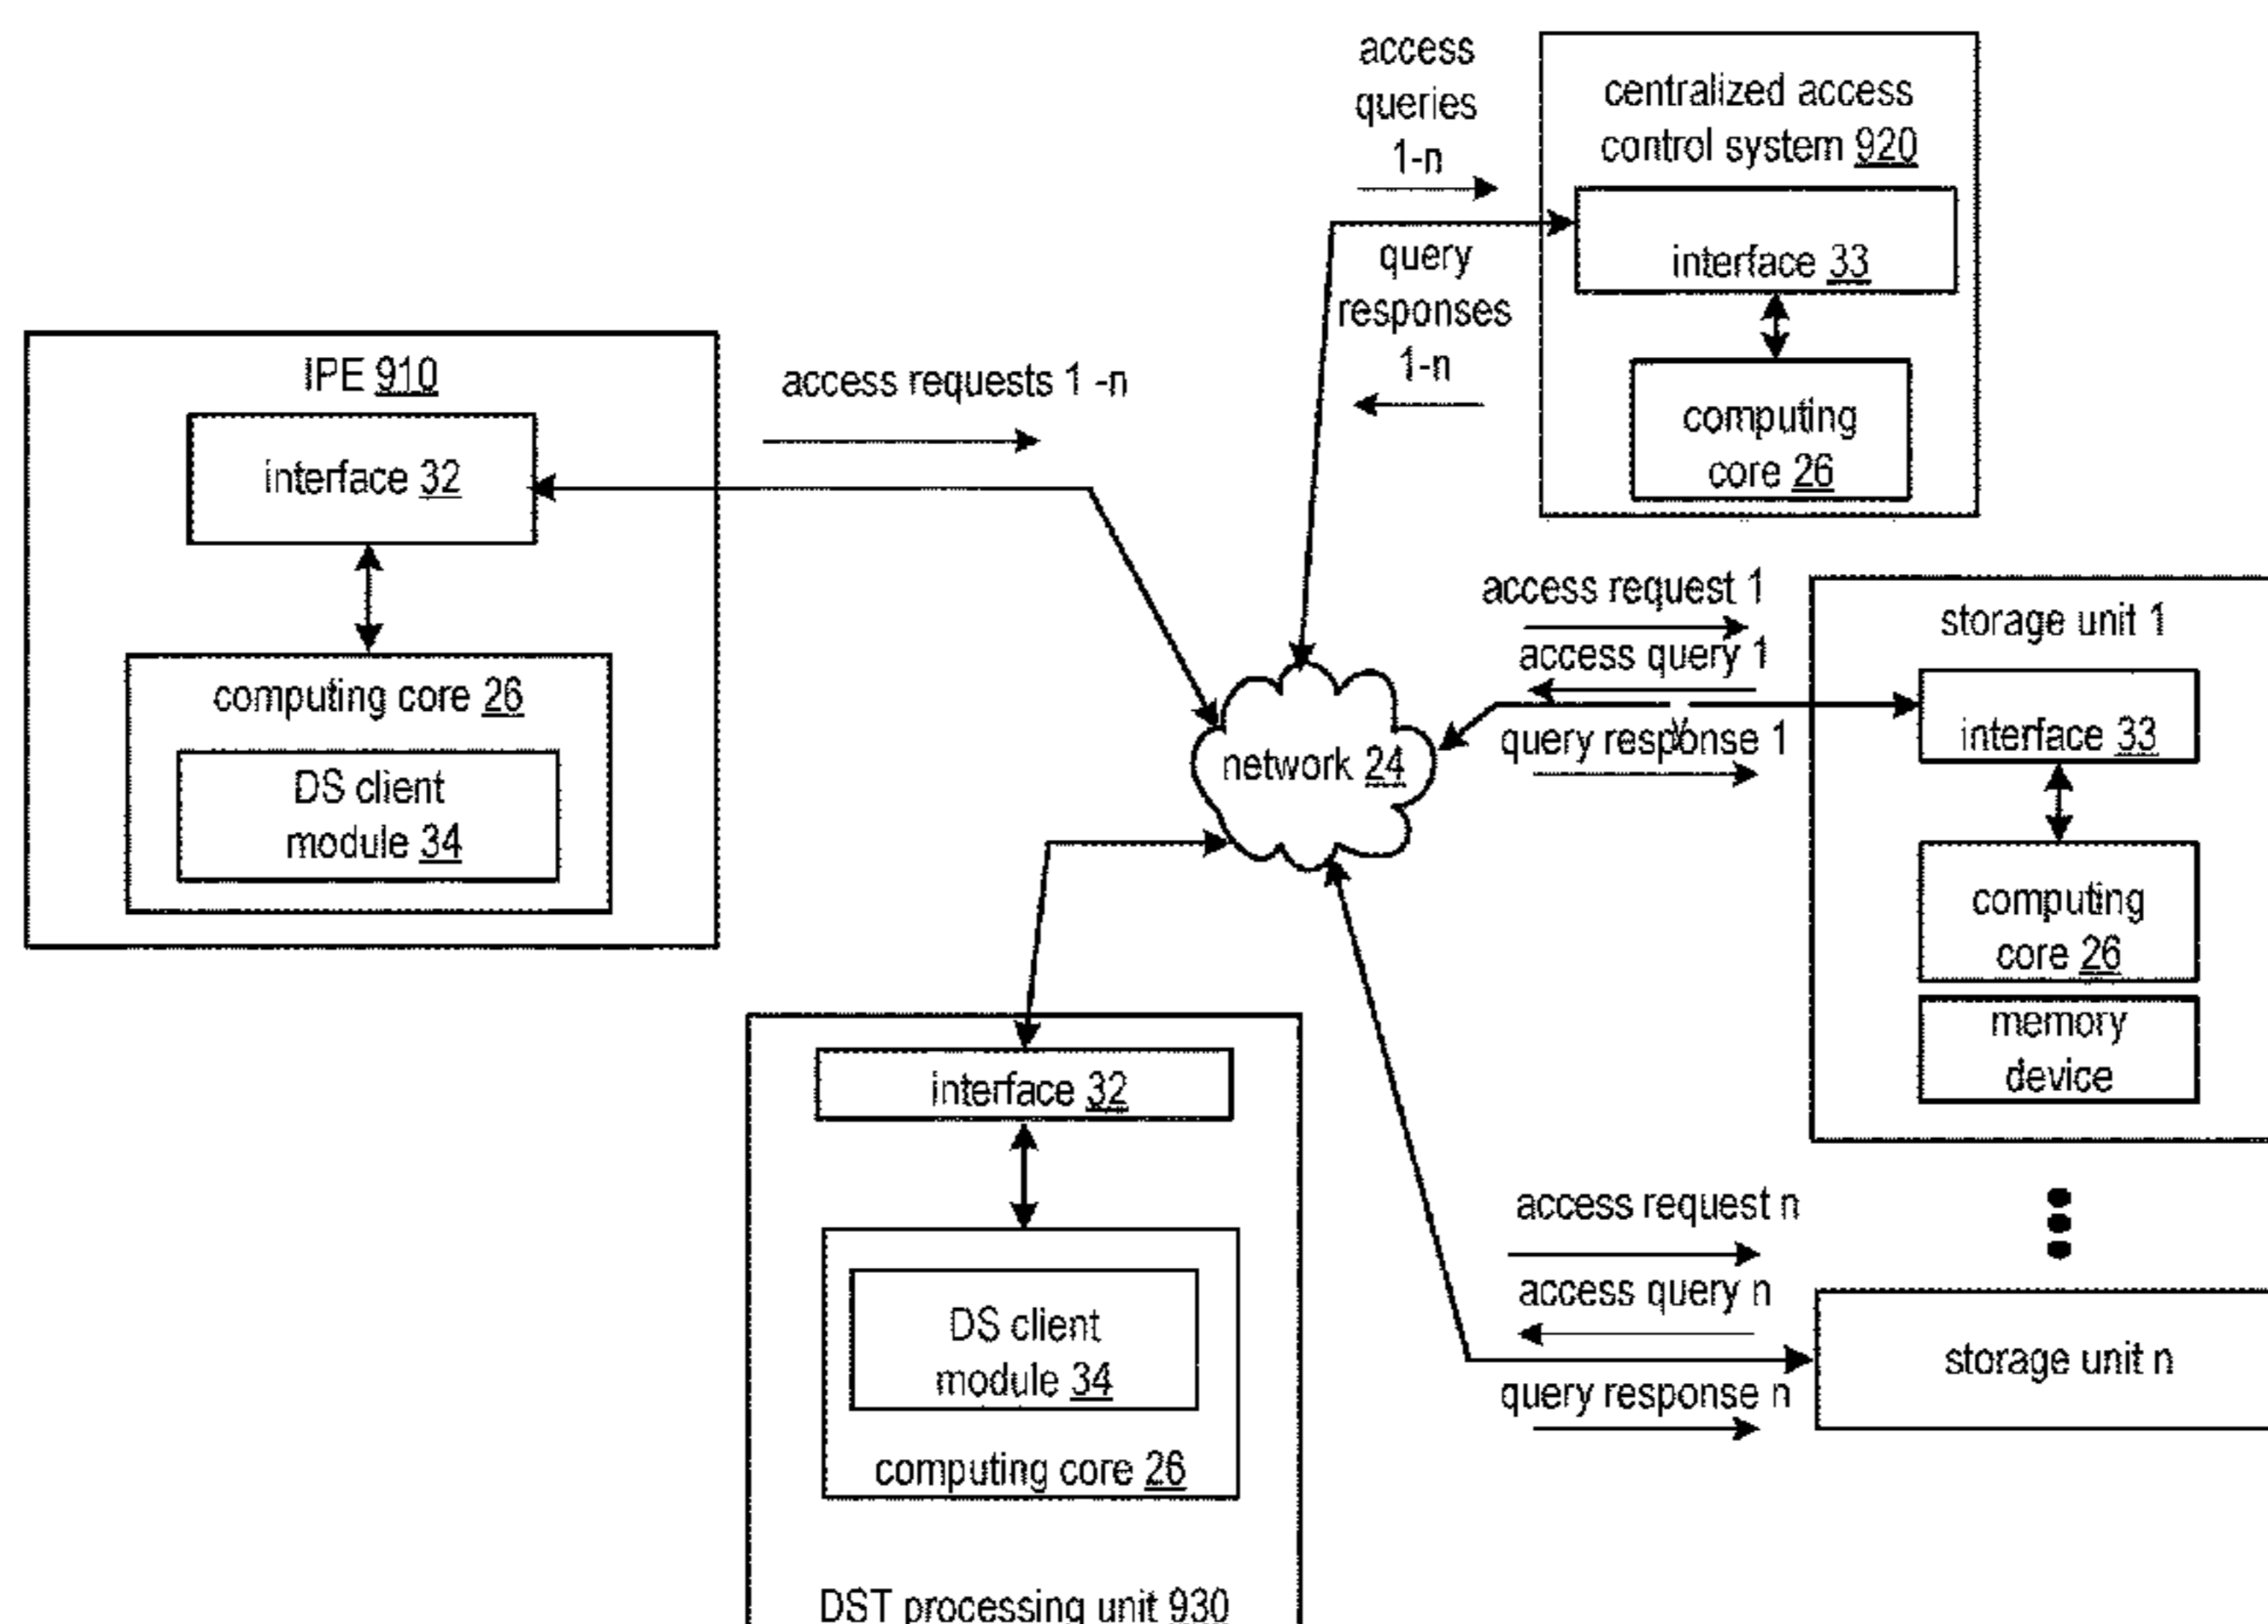 access
queries
1-n
centralized access
control system 920
interface 33
query
responses
1-n
computing
core 26
IPE 910
access requests 1 -n
interface 32
computing core 26
DS client
module 34
network 24
access request 1
access query 1
query response 1
y
storage unit 1
interface 33
computing
core 26
memory
device
interface 32
DS client
module 34
computing core 26
DST processing unit 930
access request n
access query n
query response n
storage unit n